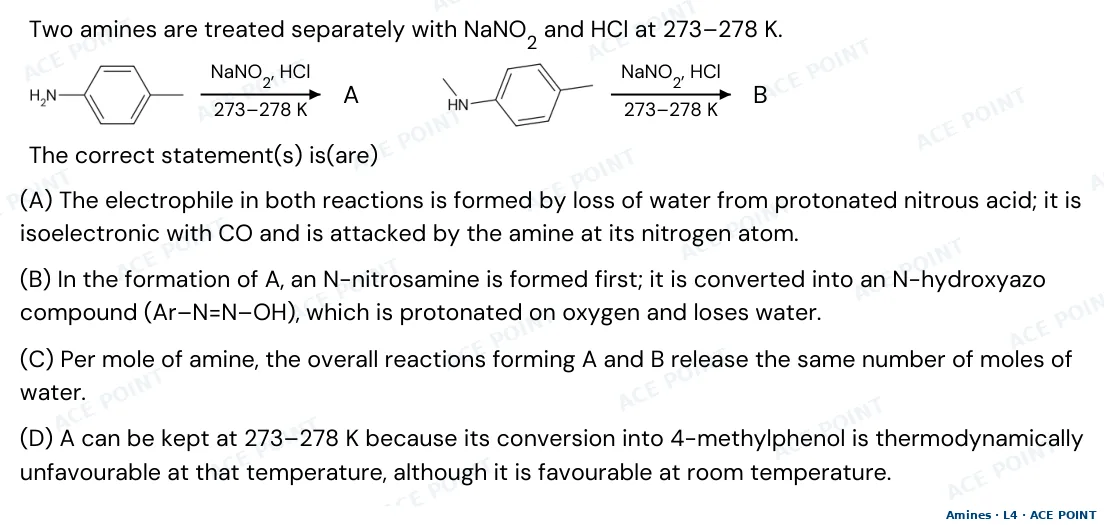 Two amines are treated separately with NaNO₂ and HCl at 273–278 K.
H₂N NaNO₂, HCl 273–278 K A HN NaNO₂, HCl 273–278 K B
The correct statement(s) is(are)
(A) The electrophile in both reactions is formed by loss of water from protonated nitrous acid; it is
isoelectronic with CO and is attacked by the amine at its nitrogen atom.
(B) In the formation of A, an N-nitrosamine is formed first; it is converted into an N-hydroxyazo
compound (Ar–N=N–OH), which is protonated on oxygen and loses water.
(C) Per mole of amine, the overall reactions forming A and B release the same number of moles of
water.
(D) A can be kept at 273–278 K because its conversion into 4-methylphenol is thermodynamically
unfavourable at that temperature, although it is favourable at room temperature.
ACE POINT
Amines · L4 · ACE POINT